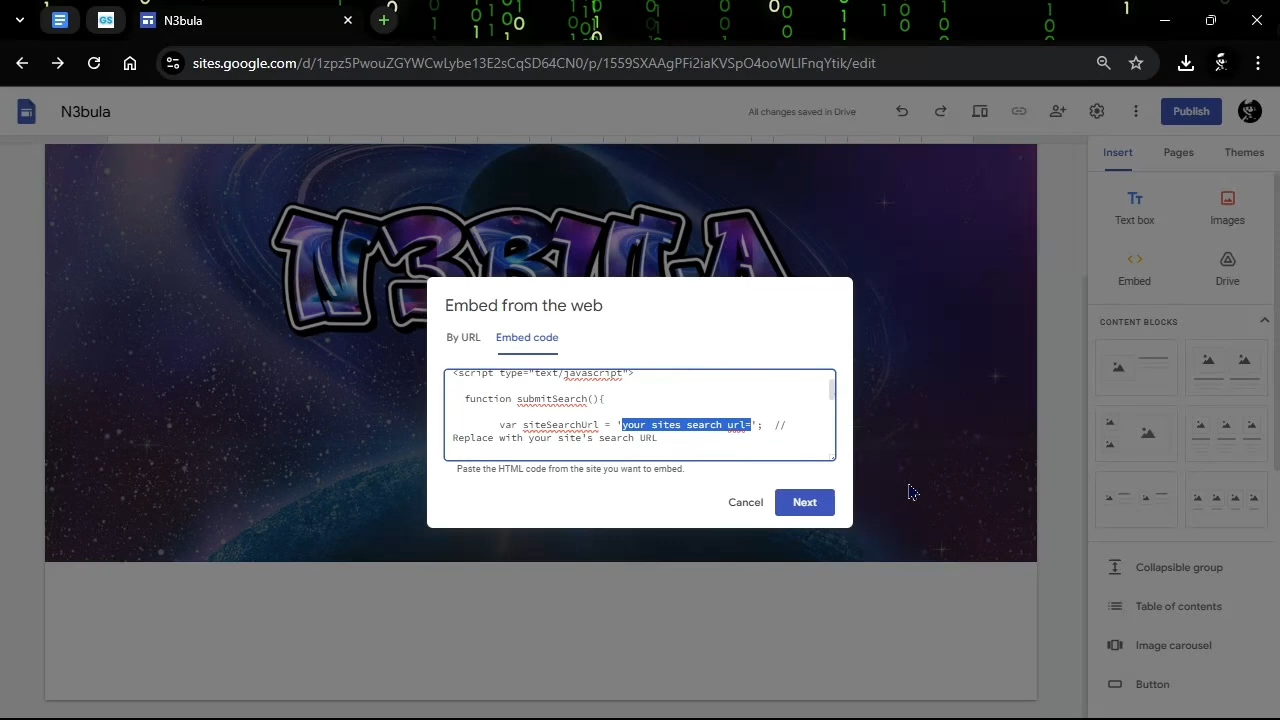 GS
N3bula
sites.google.com/d/1zpz5PwouZGYWCwLybe13E2sCqSD64CN0/p/1559SXAAgPFi2iaKVSpO4ooWLlFnqYtik/edit
N3bula
All changes saved in Drive
Publish
Insert
Pages
Themes
N3BULA
Text box
Images
Embed
Drive
CONTENT BLOCKS
Embed from the web
By URL
Embed code
<script type="text/javascript">
function submitSearch(){
var siteSearchUrl = 'your sites search url='; //
Replace with your site's search URL
Paste the HTML code from the site you want to embed.
Cancel
Next
Collapsible group
Table of contents
Image carousel
Button